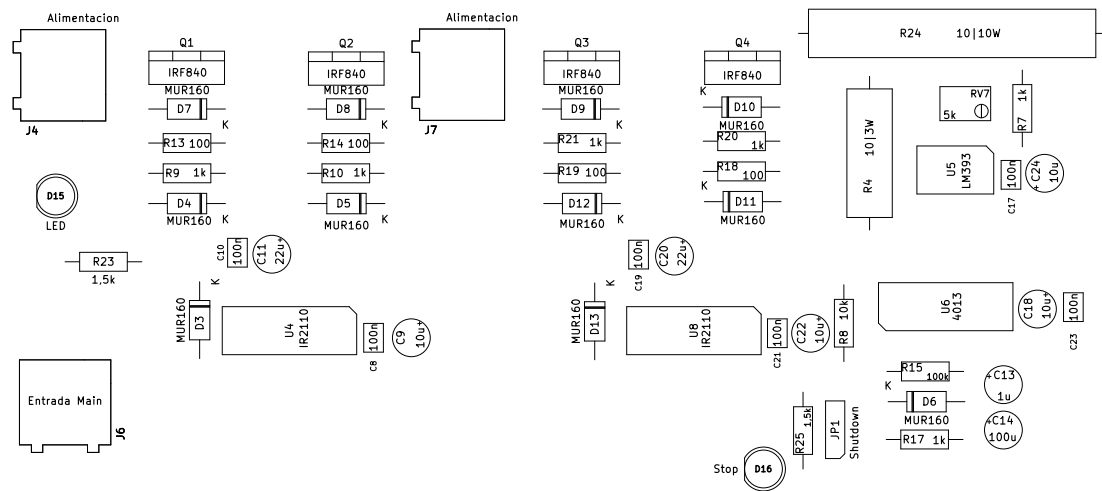 Alimentacion
J4
Q1
IRF840
MUR160
D7
K
R13 100
R9 1k
D4
MUR160 K
Q2
IRF840
MUR160
D8
K
R14 100
R10 1k
D5
MUR160 K
Alimentacion
J7
Q3
IRF840
MUR160
D9
K
R21 1k
R19 100
D12
MUR160 K
Q4
IRF840
K
D10
MUR160
R20
1k
R18
100
K
D11
MUR160
R24 10|10W
R4 10|3W
RV7
5k
R7 1k
U5
LM393
100n
C17
+C24
10u
D15
LED
R23
1,5k
C10
100n
C11
22u+
K
MUR160
D3
U4
IR2110
100n
C8
C9
10u+
C19
100n
C20
22u+
K
MUR160
D13
U8
IR2110
100n
C21
C22
10u+
R8 10k
U6
4013
C18
10u+
100n
C23
Entrada Main
J6
R15
100k
K
D6
MUR160
R17 1k
+C13
1u
+C14
100u
R25 1,5k
JP1
Shutdown
Stop
D16